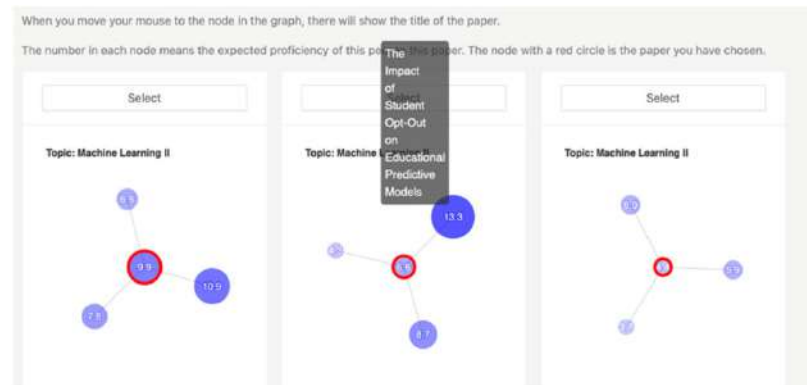 When you move your mouse to the node in the graph, there will show the title of the paper.
The number in each node means the expected proficiency of this paper. The node with a red circle is the paper you have chosen.
Select
Select
The
Impact
of
Student
Opt-Out
on
Educational
Predictive
Models
Topic: Machine Learning II
Topic: Machine
Topic: Machine Learning II
9.9
10.9
7.8
13.3
8.7
5.9